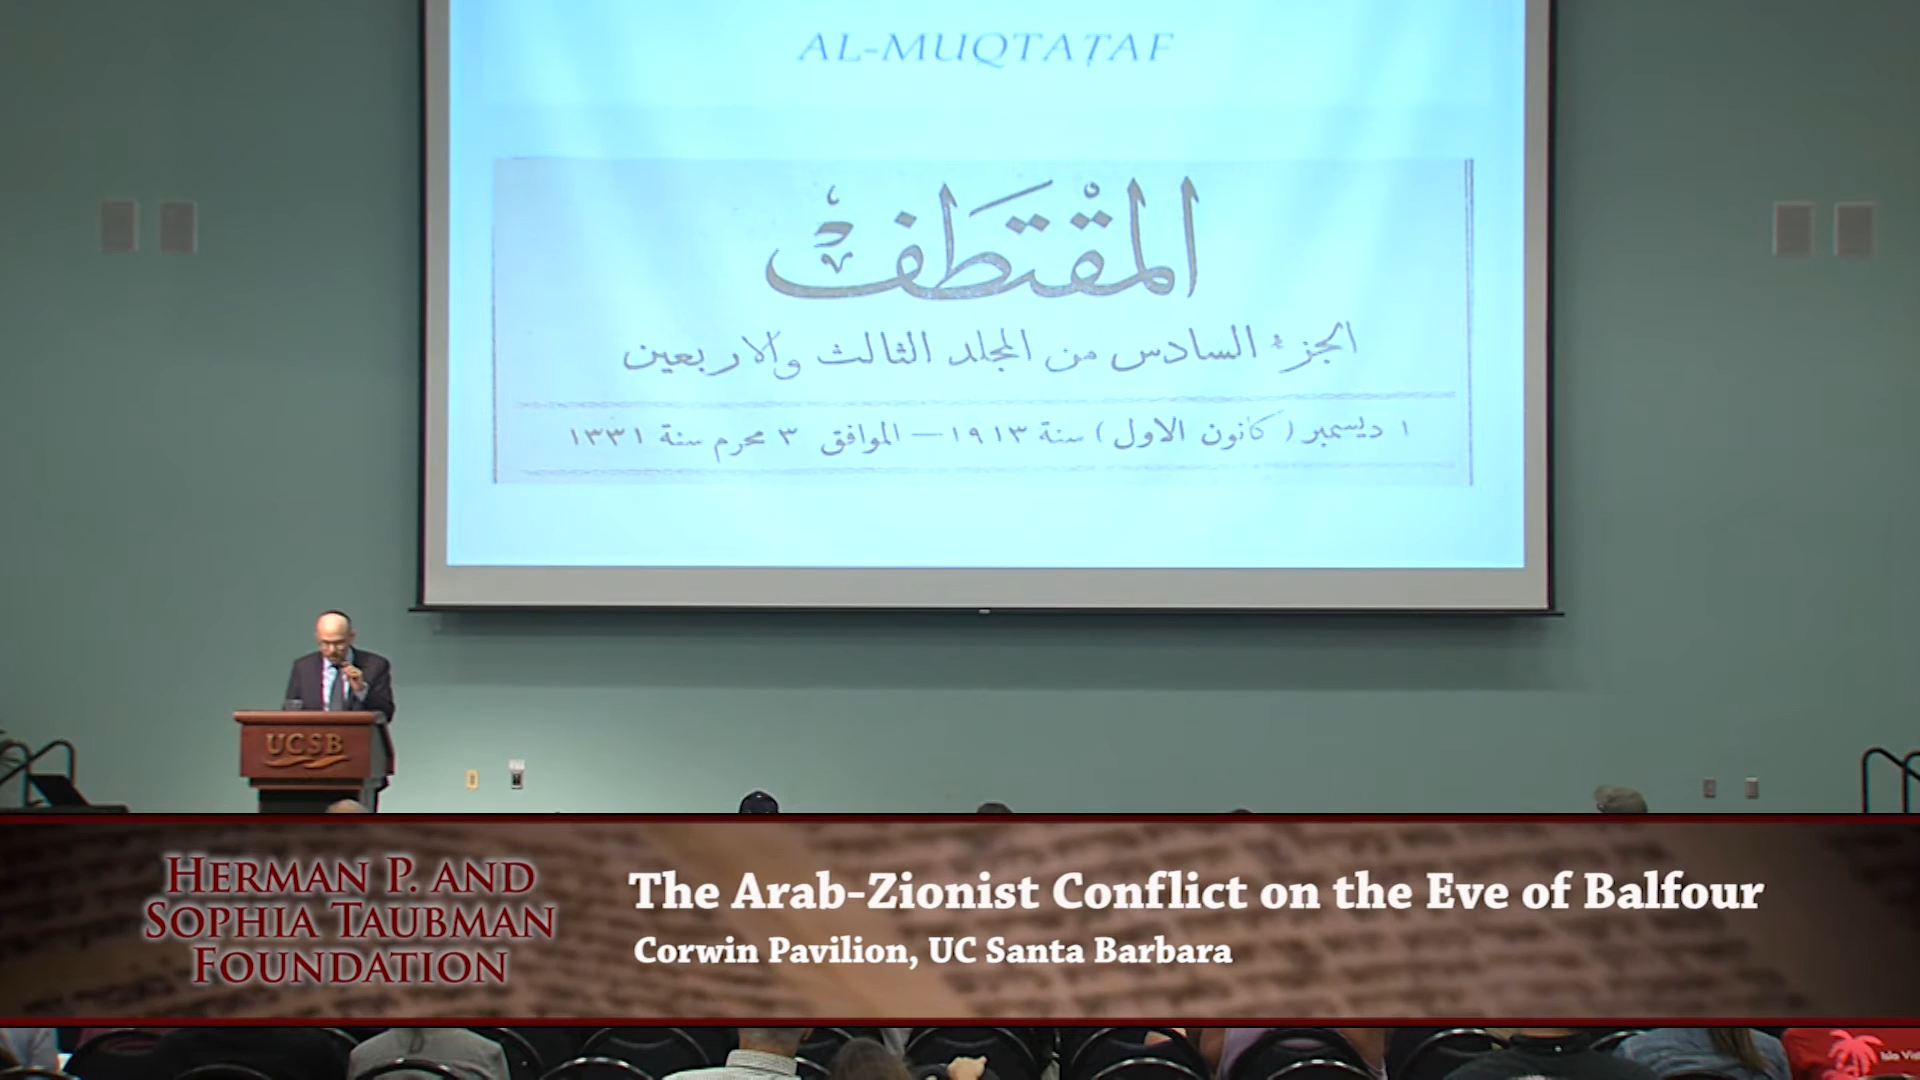 AL-MUQTAṬAF
المقتطفْ
الجزء السادس من المجلد الثالث والاربعين
١ ديسمبر (كانون الاول) سنة ١٩١٣ — الموافق ٣ محرم سنة ١٣٣١
UCSB
HERMAN P. AND
SOPHIA TAUBMAN
FOUNDATION
The Arab-Zionist Conflict on the Eve of Balfour
Corwin Pavilion, UC Santa Barbara